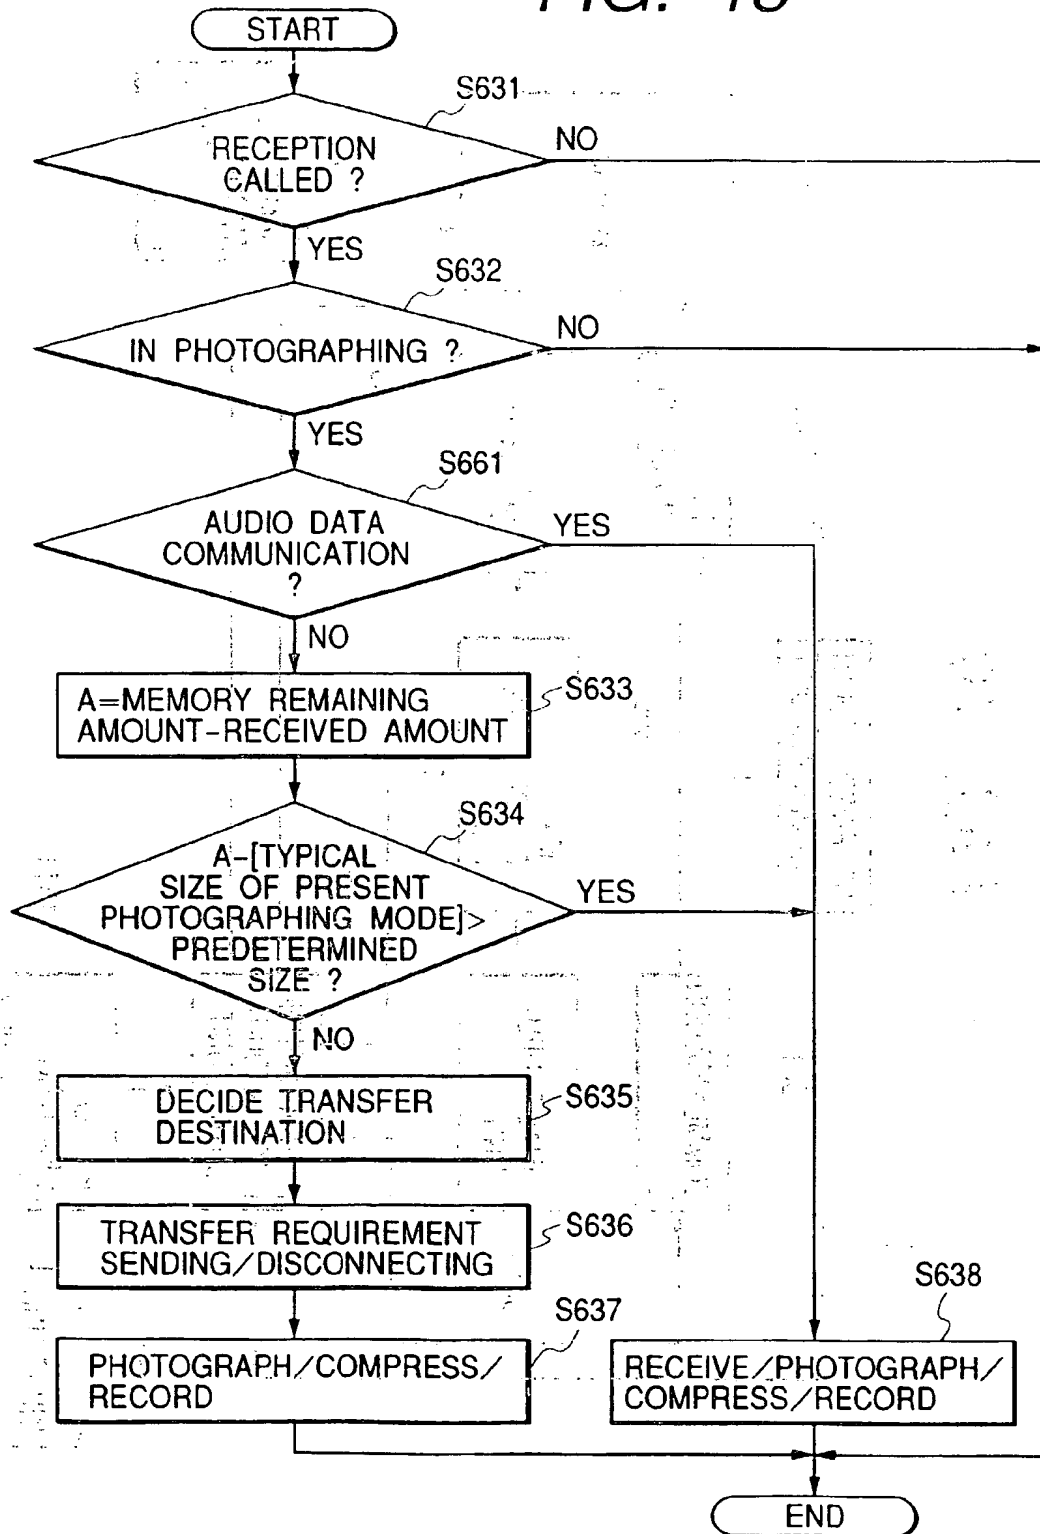 START
S631
RECEPTION
CALLED ?
NO
YES
S632
IN PHOTOGRAPHING ?
NO
YES
S661
AUDIO DATA
COMMUNICATION
?
YES
NO
S633
A=MEMORY REMAINING
AMOUNT-RECEIVED AMOUNT
S634
A-[TYPICAL
SIZE OF PRESENT
PHOTOGRAPHING MODE]>
PREDETERMINED
SIZE ?
YES
NO
S635
DECIDE TRANSFER
DESTINATION
S636
TRANSFER REQUIREMENT
SENDING/DISCONNECTING
S637
PHOTOGRAPH/COMPRESS/
RECORD
S638
RECEIVE/PHOTOGRAPH/
COMPRESS/RECORD
END